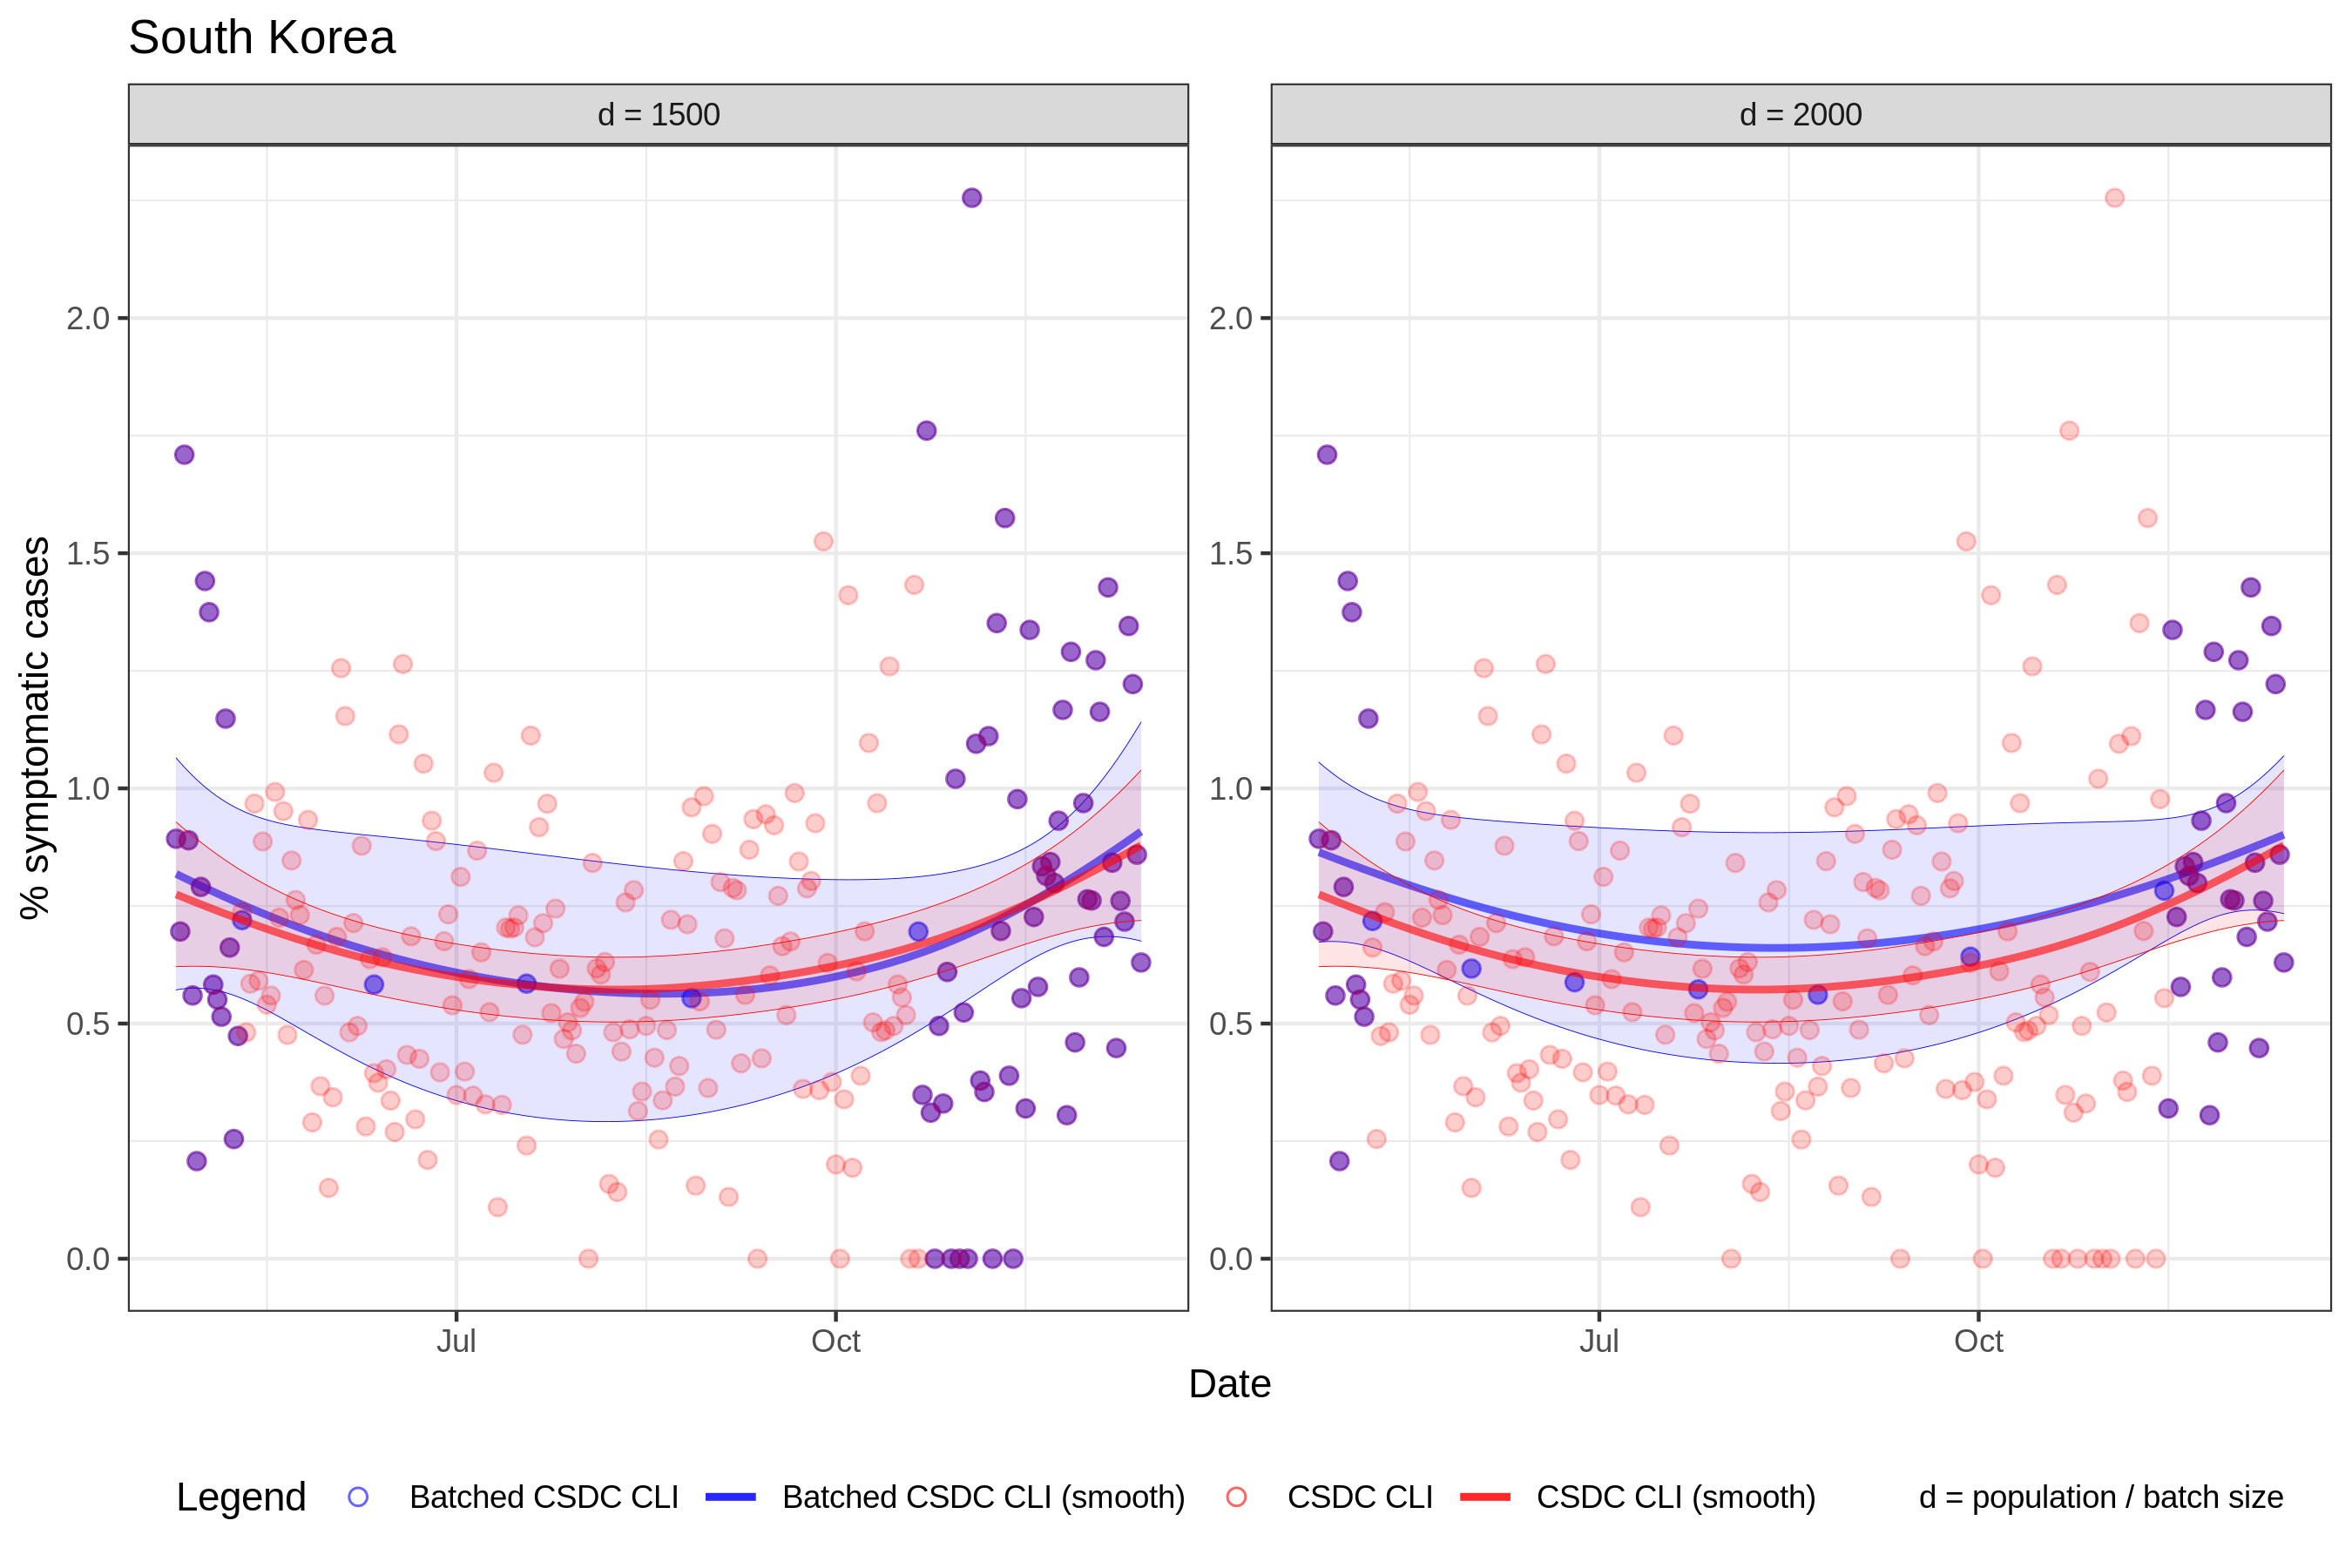 South Korea
d = 1500
d = 2000
% symptomatic cases
2.0
1.5
1.0
0.5
0.0
2.0
1.5
1.0
0.5
0.0
Jul
Oct
Jul
Oct
Date
Legend
Batched CSDC CLI
Batched CSDC CLI (smooth)
CSDC CLI
CSDC CLI (smooth)
d = population / batch size